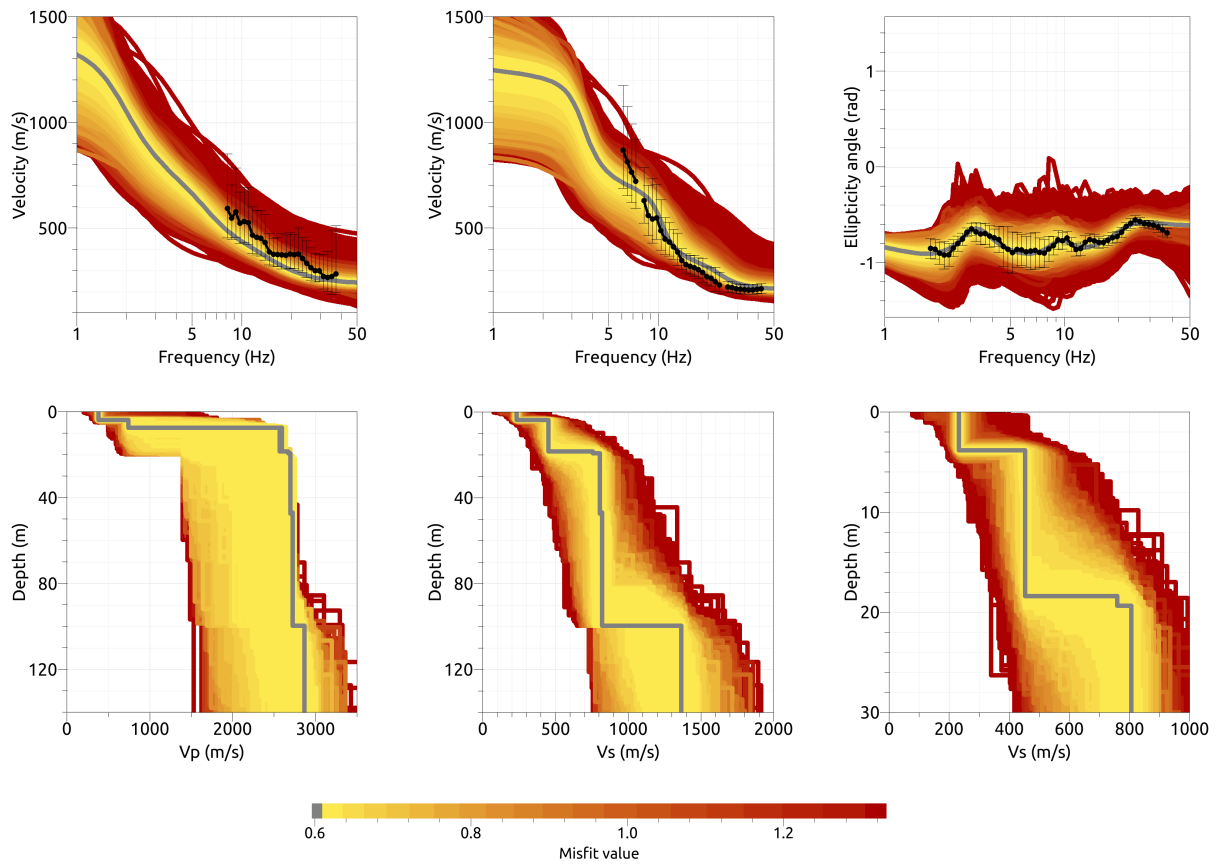 1500
1000
500
Velocity (m/s)
1 5 10 50
Frequency (Hz)
1500
1000
500
Velocity (m/s)
1 5 10 50
Frequency (Hz)
1
0
-1
Ellipticity angle (rad)
1 5 10 50
Frequency (Hz)
0
40
80
120
Depth (m)
0 1000 2000 3000
Vp (m/s)
0
40
80
120
Depth (m)
0 500 1000 1500 2000
Vs (m/s)
0
10
20
30
Depth (m)
0 200 400 600 800 1000
Vs (m/s)
0.6 0.8 1.0 1.2
Misfit value